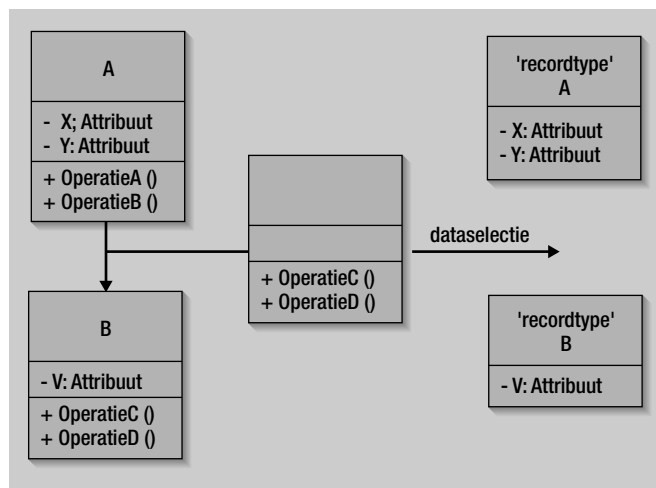 A
- X; Attribuut
- Y: Attribuut
+ OperatieA ()
+ OperatieB ()
B
- V: Attribuut
+ OperatieC ()
+ OperatieD ()
+ OperatieC ()
+ OperatieD ()
dataselectie
'recordtype'
A
- X: Attribuut
- Y: Attribuut
'recordtype'
B
- V: Attribuut